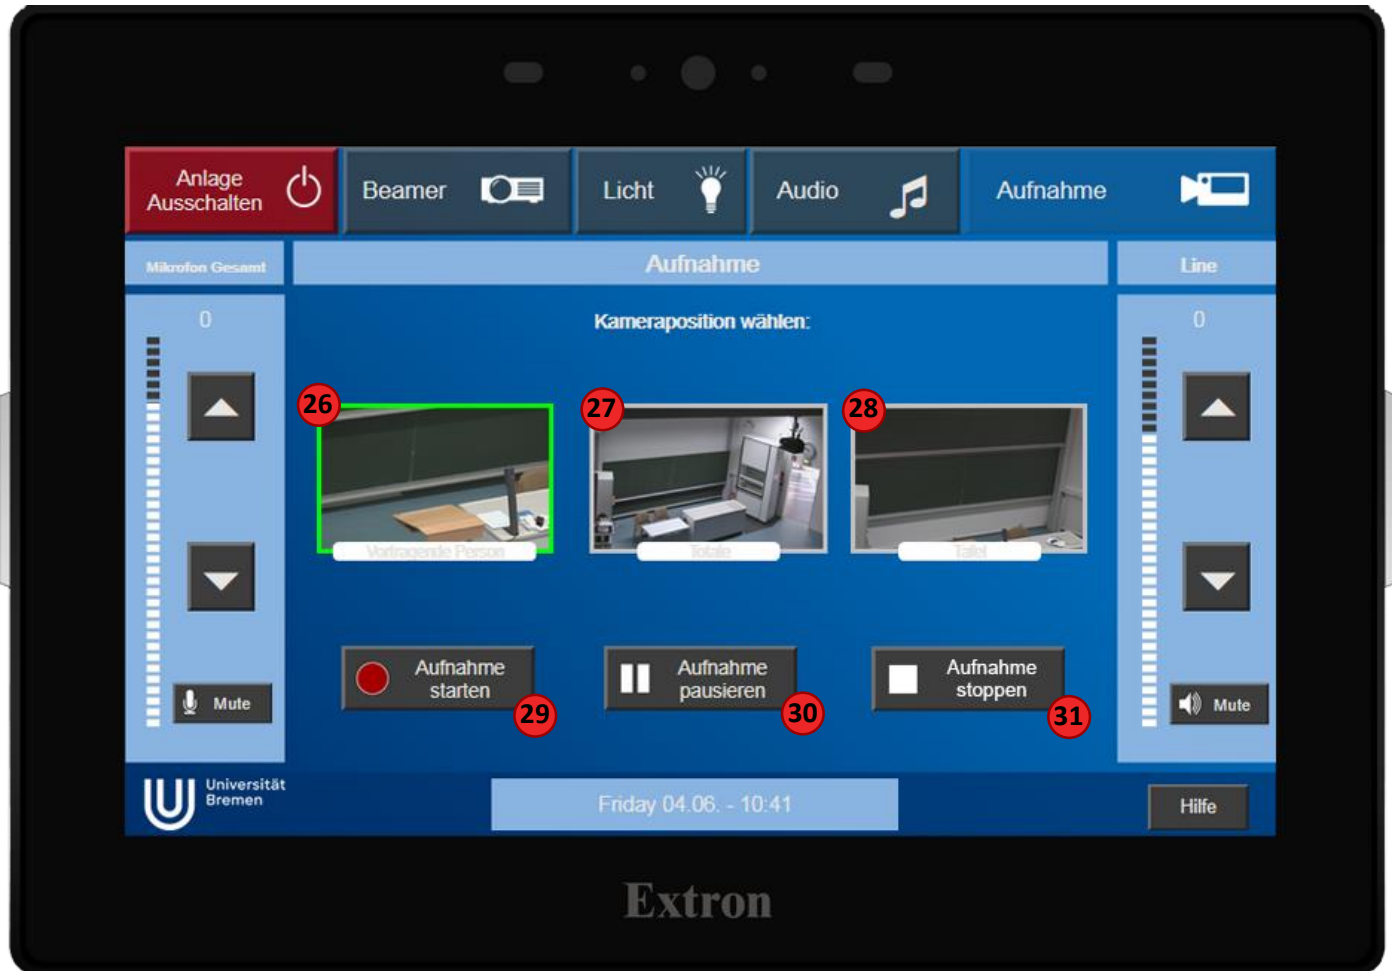 Anlage
Ausschalten
Beamer
Licht
Audio
Aufnahme
Mikrofon Gesamt
Aufnahme
Line
0
Kameraposition wählen:
0
26
27
28
Vortragende Person
Totale
Tafel
Aufnahme
starten
29
Aufnahme
pausieren
30
Aufnahme
stoppen
31
Mute
Mute
Universität
Bremen
Friday 04.06. - 10:41
Hilfe
Extron